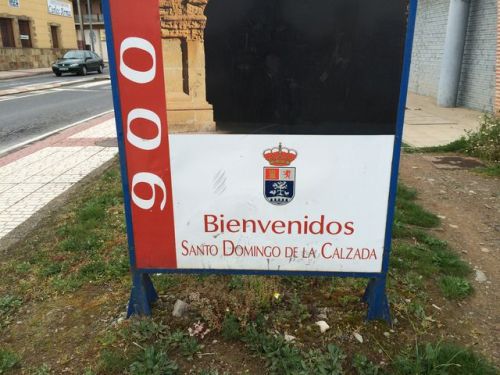 900
Bienvenidos
SANTO DOMINGO DE LA CALZADA